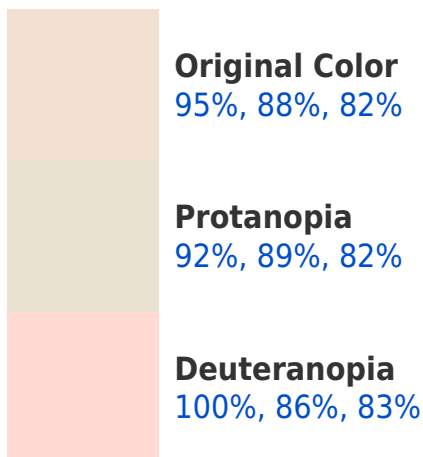 Original Color
95%, 88%, 82%
Protanopia
92%, 89%, 82%
Deuteranopia
100%, 86%, 83%